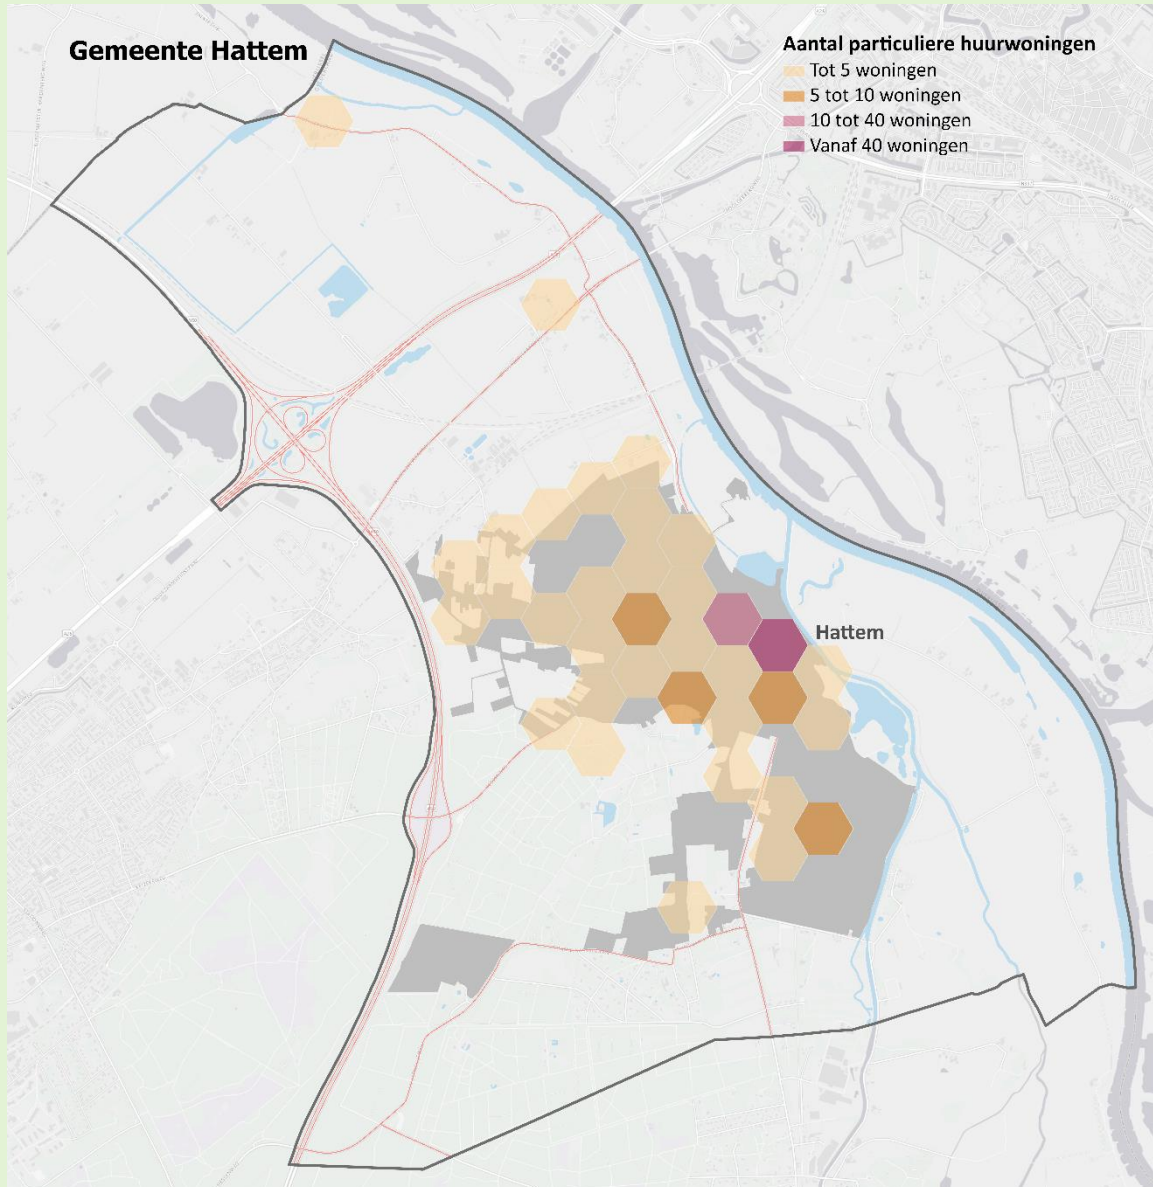 Gemeente Hattem
Aantal particuliere huurwoningen
Tot 5 woningen
5 tot 10 woningen
10 tot 40 woningen
Vanaf 40 woningen
Hattem